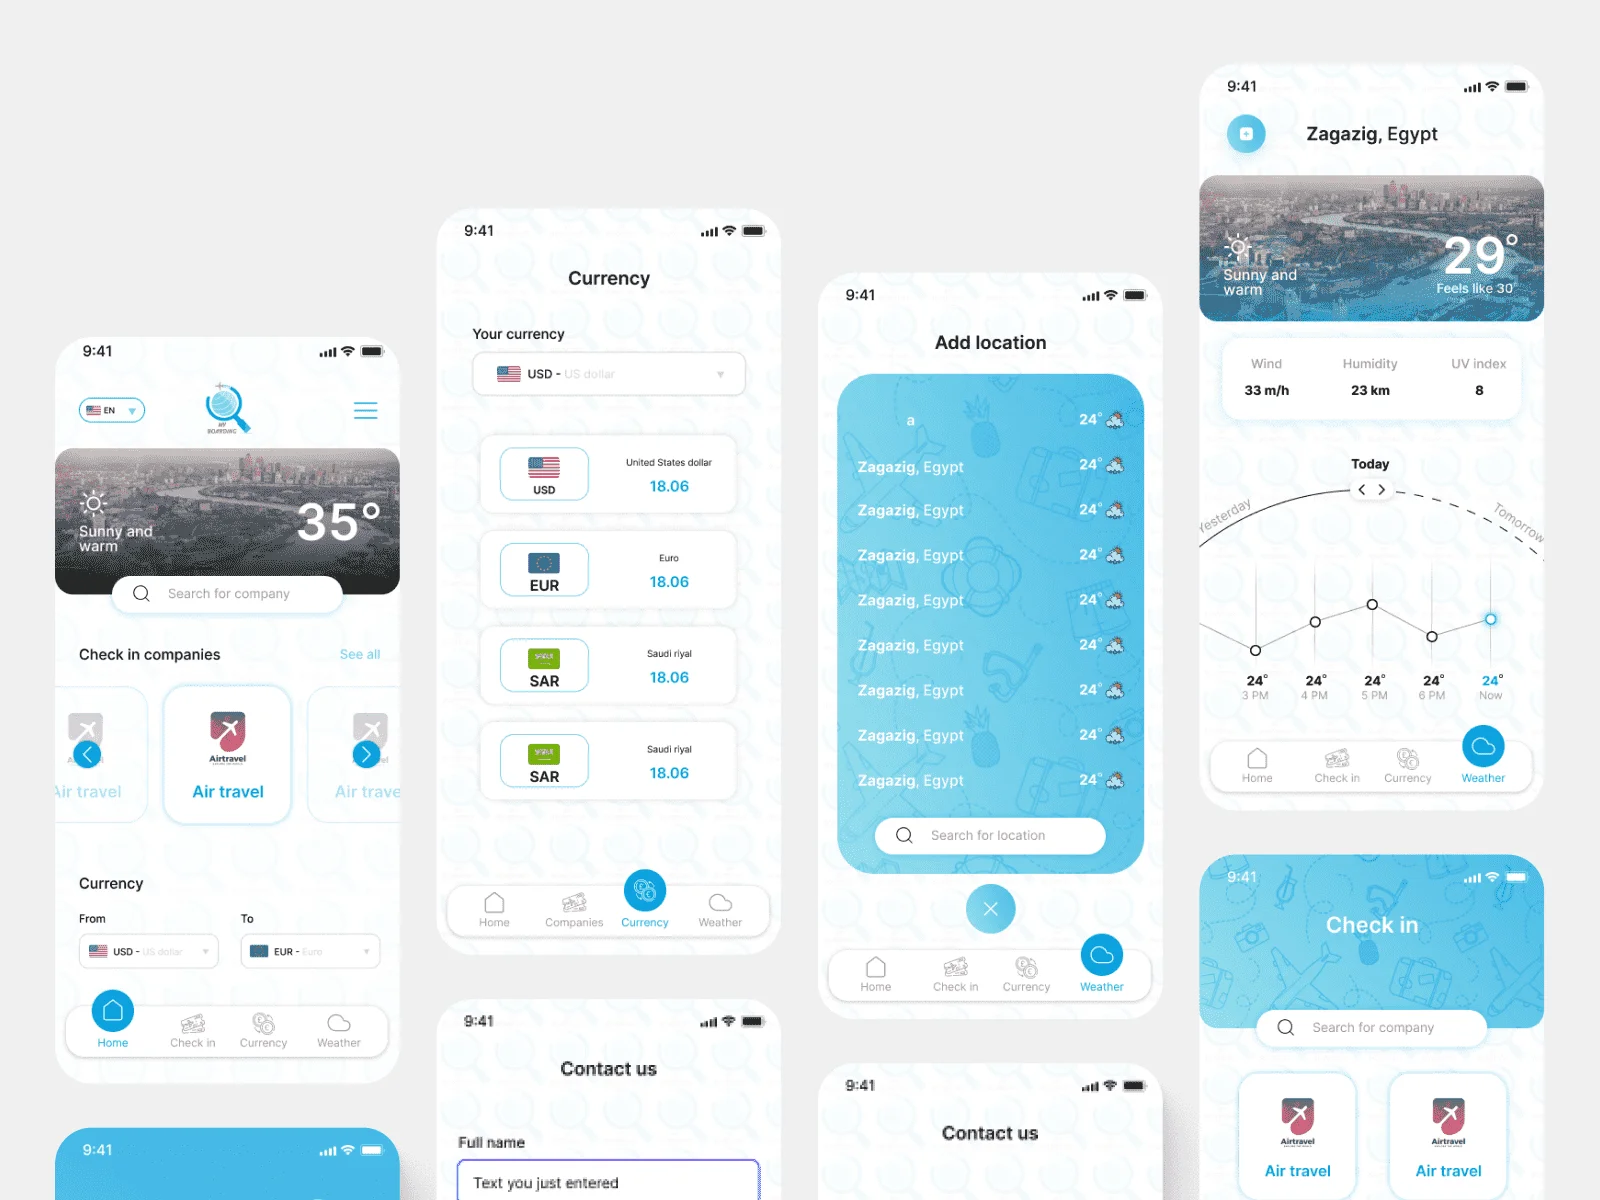 9:41
EN
MY
BOARDING
35°
Sunny and
warm
Search for company
Check in companies
See all
Air travel
Airtravel
Air travel
Air trave
Currency
From
To
USD - US dollar
EUR - Euro
Home
Check in
Currency
Weather
9:41
9:41
Currency
Your currency
USD - US dollar
USD
United States dollar
18.06
EUR
Euro
18.06
SAR
Saudi riyal
18.06
SAR
Saudi riyal
18.06
Home
Companies
Currency
Weather
9:41
Contact us
Full name
Text you just entered
9:41
Add location
a
24°
Zagazig, Egypt
24°
Zagazig, Egypt
24°
Zagazig, Egypt
24°
Zagazig, Egypt
24°
Zagazig, Egypt
24°
Zagazig, Egypt
24°
Zagazig, Egypt
24°
Zagazig, Egypt
24°
Search for location
Home
Check in
Currency
Weather
9:41
Contact us
9:41
Zagazig, Egypt
29°
Sunny and
warm
Feels like 30°
Wind
Humidity
UV index
33 m/h
23 km
8
Today
Yesterday
Tomorrow
24°
24°
24°
24°
24°
3 PM
4 PM
5 PM
6 PM
Now
Home
Check in
Currency
Weather
9:41
Check in
Search for company
Airtravel
Air travel
Airtravel
Air travel